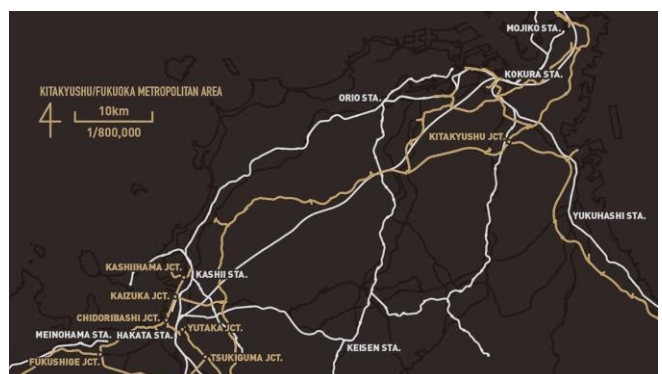 MOJIKO STA.
KOKURA STA.
KITAKYUSHU/FUKUOKA METROPOLITAN AREA
ORIO STA.
10km
1/800,000
KITAKYUSHU JCT.
YUKUHASHI STA.
KASHIIHAMA JCT.
KASHII STA.
KAIZUKA JCT.
CHIDORIBASHI JCT.
MEINOHAMA STA.
HAKATA STA.
YUTAKA JCT.
KEISEN STA.
FUKUSHIGE JCT.
TSUKIGUMA JCT.